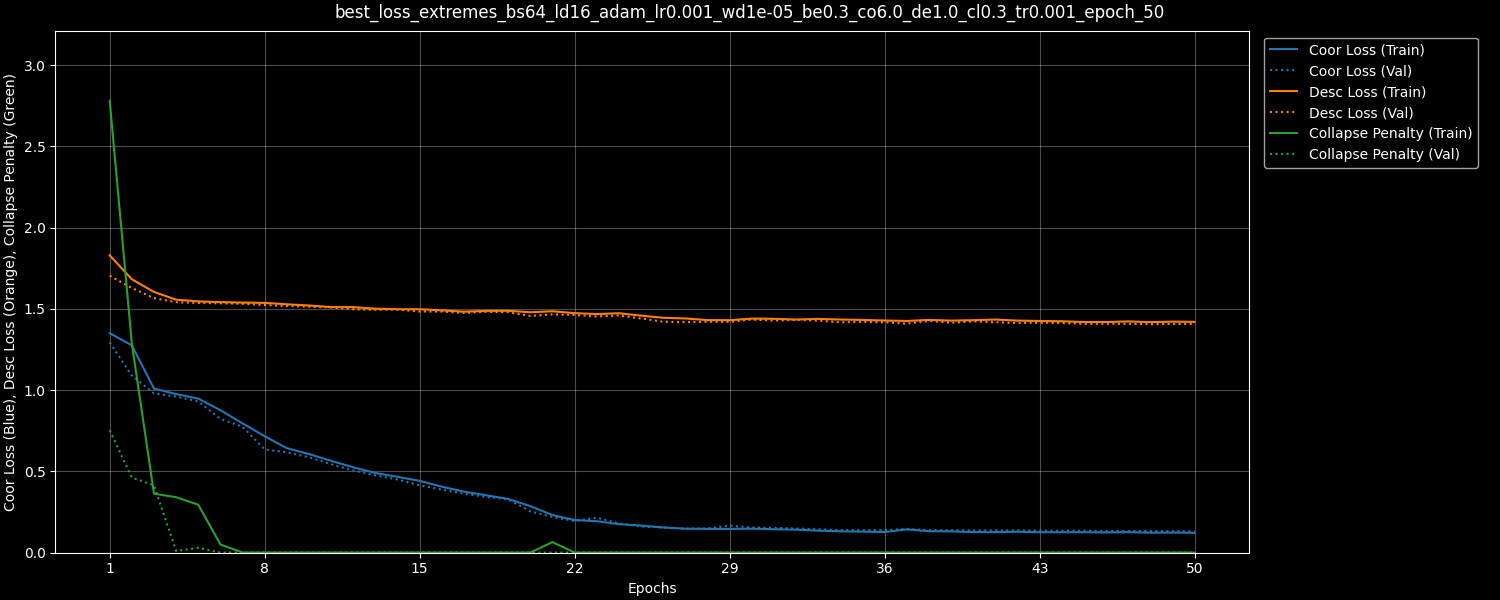 best_loss_extremes_bs64_ld16_adam_lr0.001_wd1e-05_be0.3_co6.0_de1.0_cl0.3_tr0.001_epoch_50
Coor Loss (Blue), Desc Loss (Orange), Collapse Penalty (Green)
3.0
2.5
2.0
1.5
1.0
0.5
0.0
1 8 15 22 29 36 43 50
Epochs
Coor Loss (Train)
Coor Loss (Val)
Desc Loss (Train)
Desc Loss (Val)
Collapse Penalty (Train)
Collapse Penalty (Val)